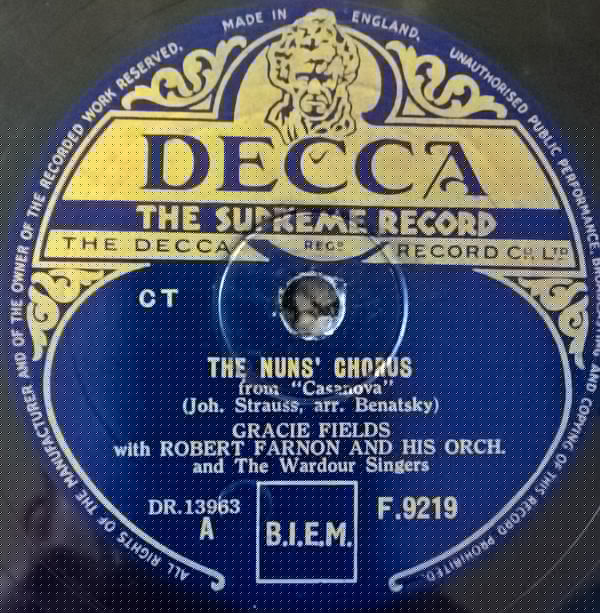 ALL RIGHTS OF THE MANUFACTURER AND OF THE OWNER OF THE RECORDED WORK RESERVED.
MADE IN ENGLAND.
UNAUTHORISED PUBLIC PERFORMANCE, BROADCASTING AND COPYING OF THIS RECORD PROHIBITED.
DECCA
THE SUPREME RECORD
THE DECCA REGD RECORD CO. LTD
CT
THE NUNS' CHORUS
from "Casanova"
(Joh. Strauss, arr. Benatsky)
GRACIE FIELDS
with ROBERT FARNON AND HIS ORCH.
and The Wardour Singers
DR.13963
A
B.I.E.M.
F.9219